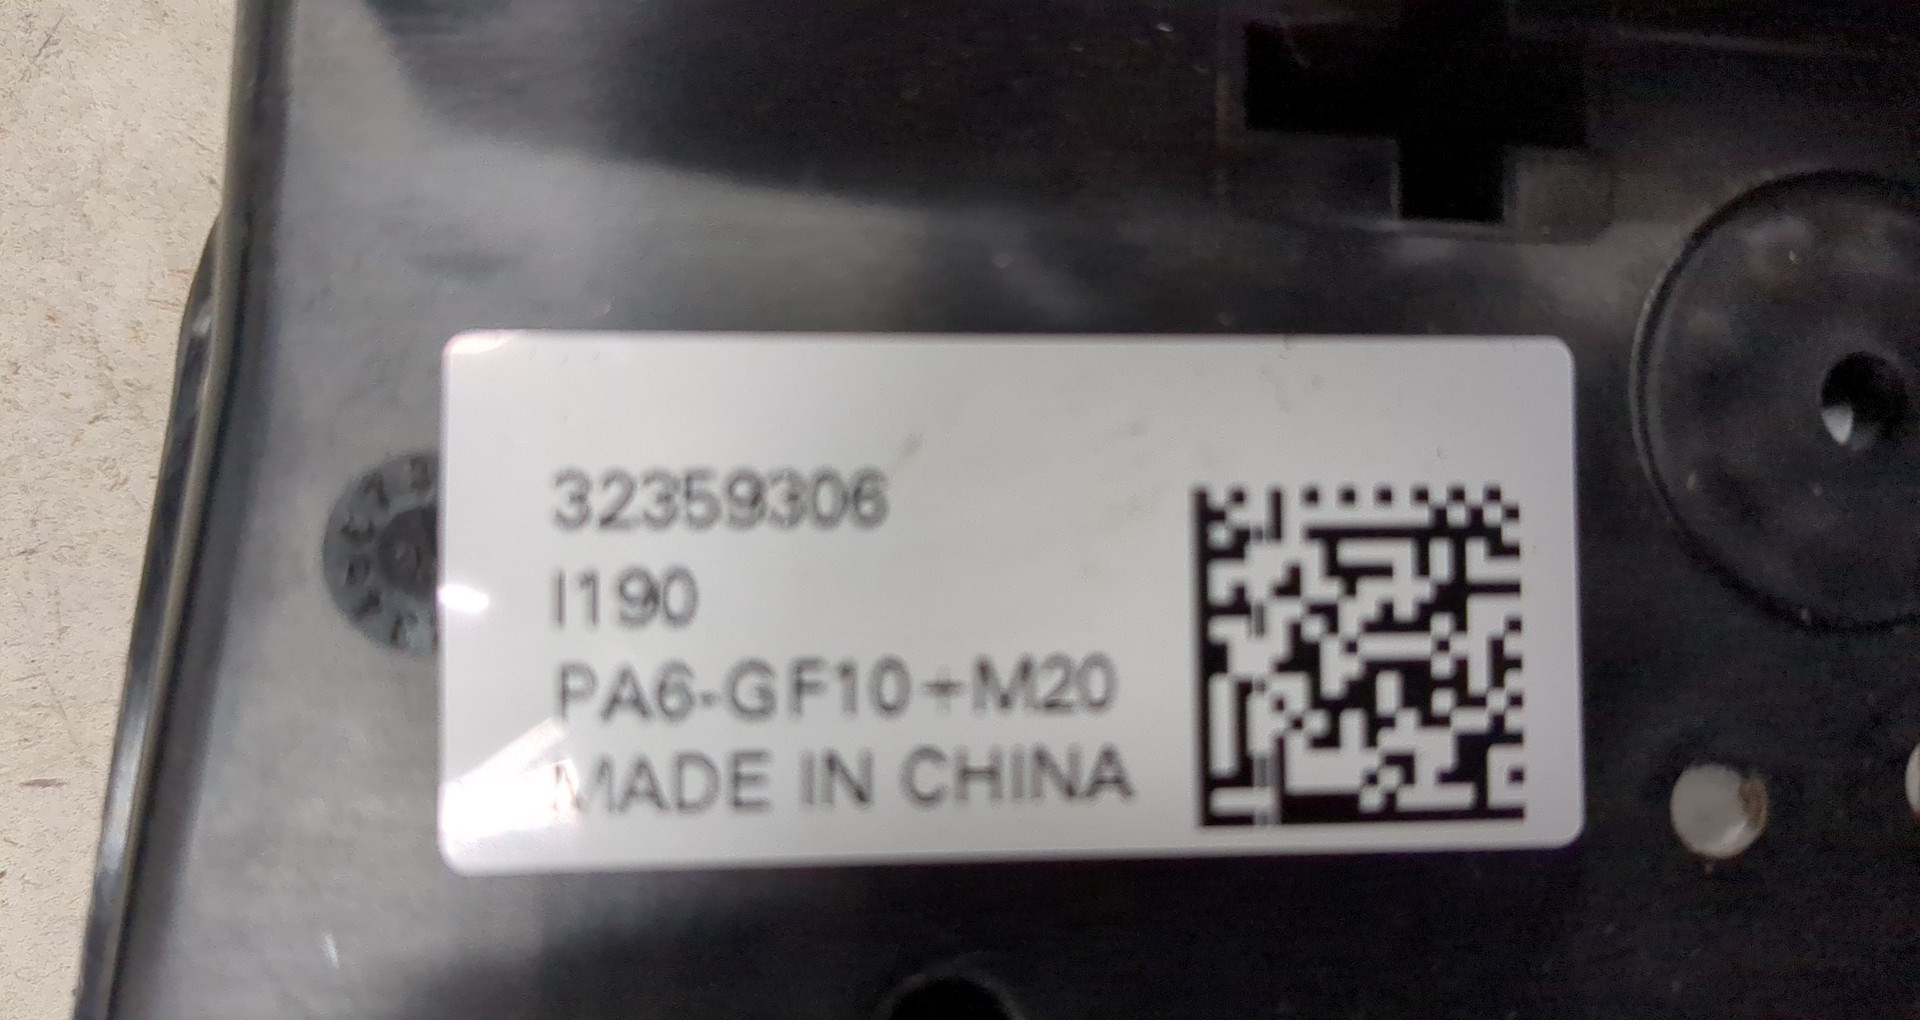 32359306
I190
PA6-GF10+M20
MADE IN CHINA